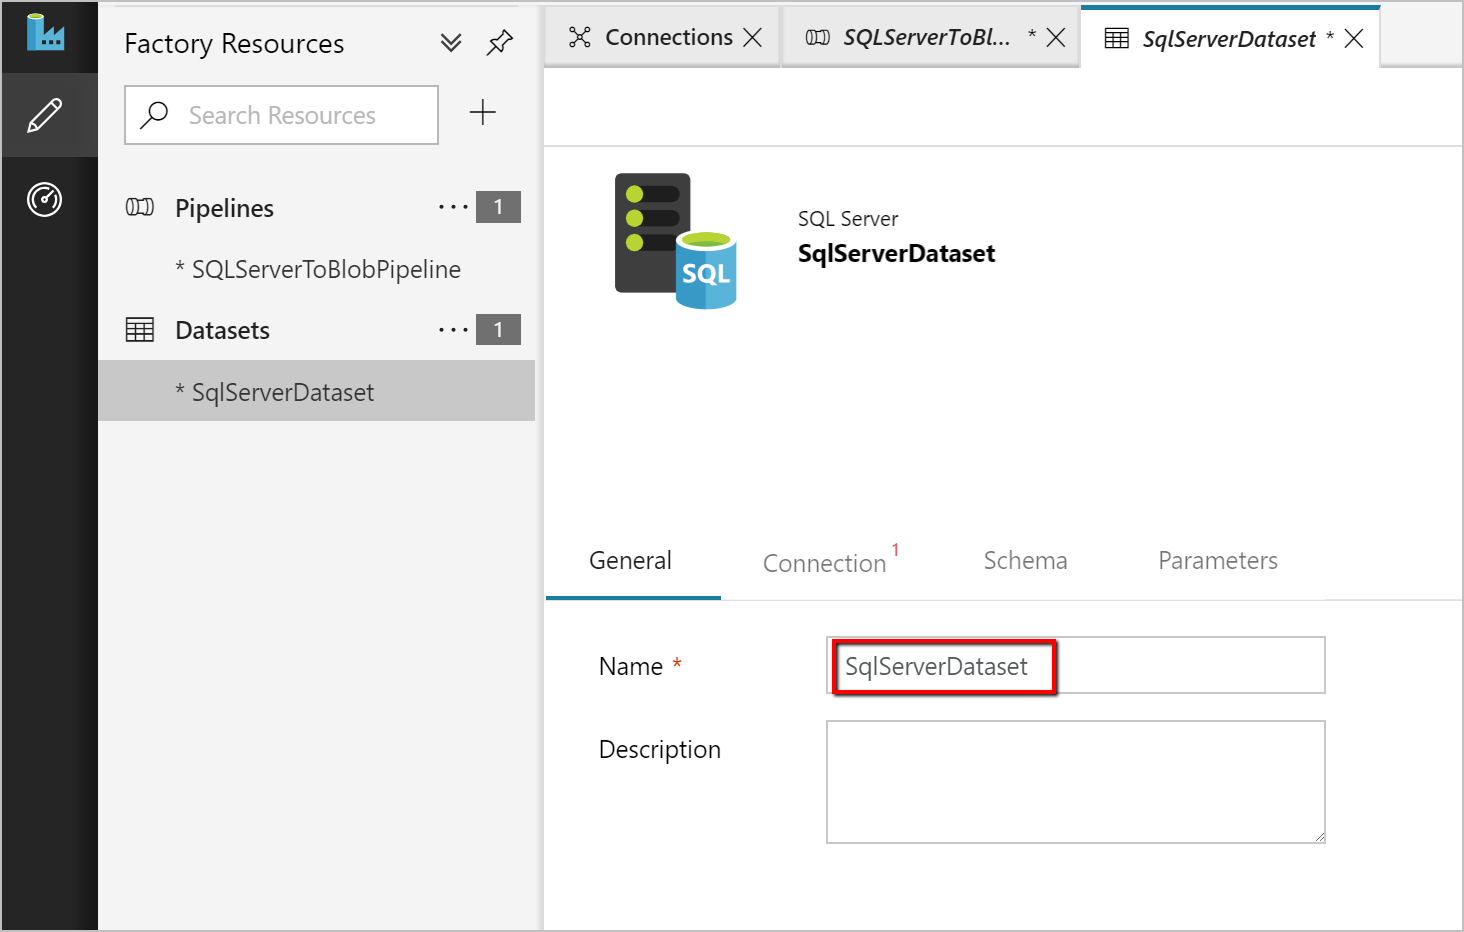 Factory Resources
Search Resources
Pipelines ··· 1
* SQLServerToBlobPipeline
Datasets ··· 1
* SqlServerDataset
Connections
SQLServerToBl... *
SqlServerDataset *
SQL
SQL Server
SqlServerDataset
General
Connection 1
Schema
Parameters
Name *
SqlServerDataset
Description